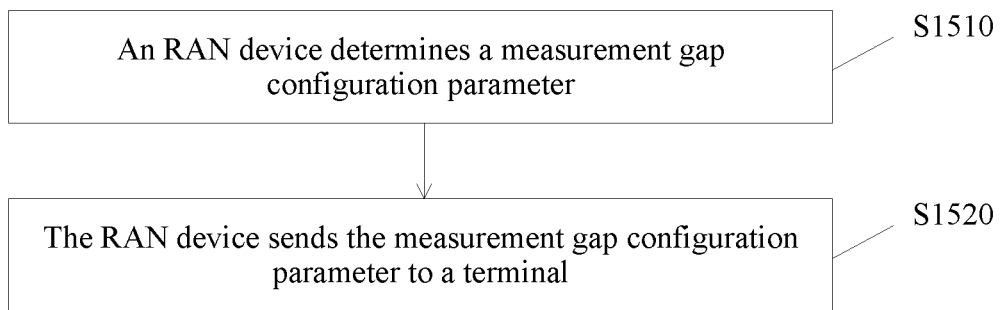 An RAN device determines a measurement gap
configuration parameter
S1510
The RAN device sends the measurement gap configuration
parameter to a terminal
S1520